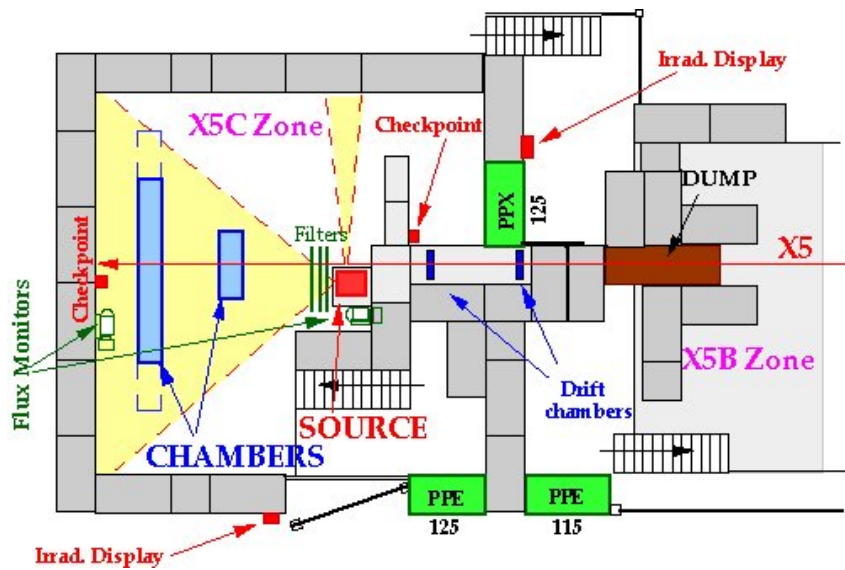 Irrad. Display
X5C Zone
Checkpoint
PPX
125
DUMP
Filters
X5
Checkpoint
Flux Monitors
X5B Zone
Drift
chambers
SOURCE
CHAMBERS
PPE
125
PPE
115
Irrad. Display